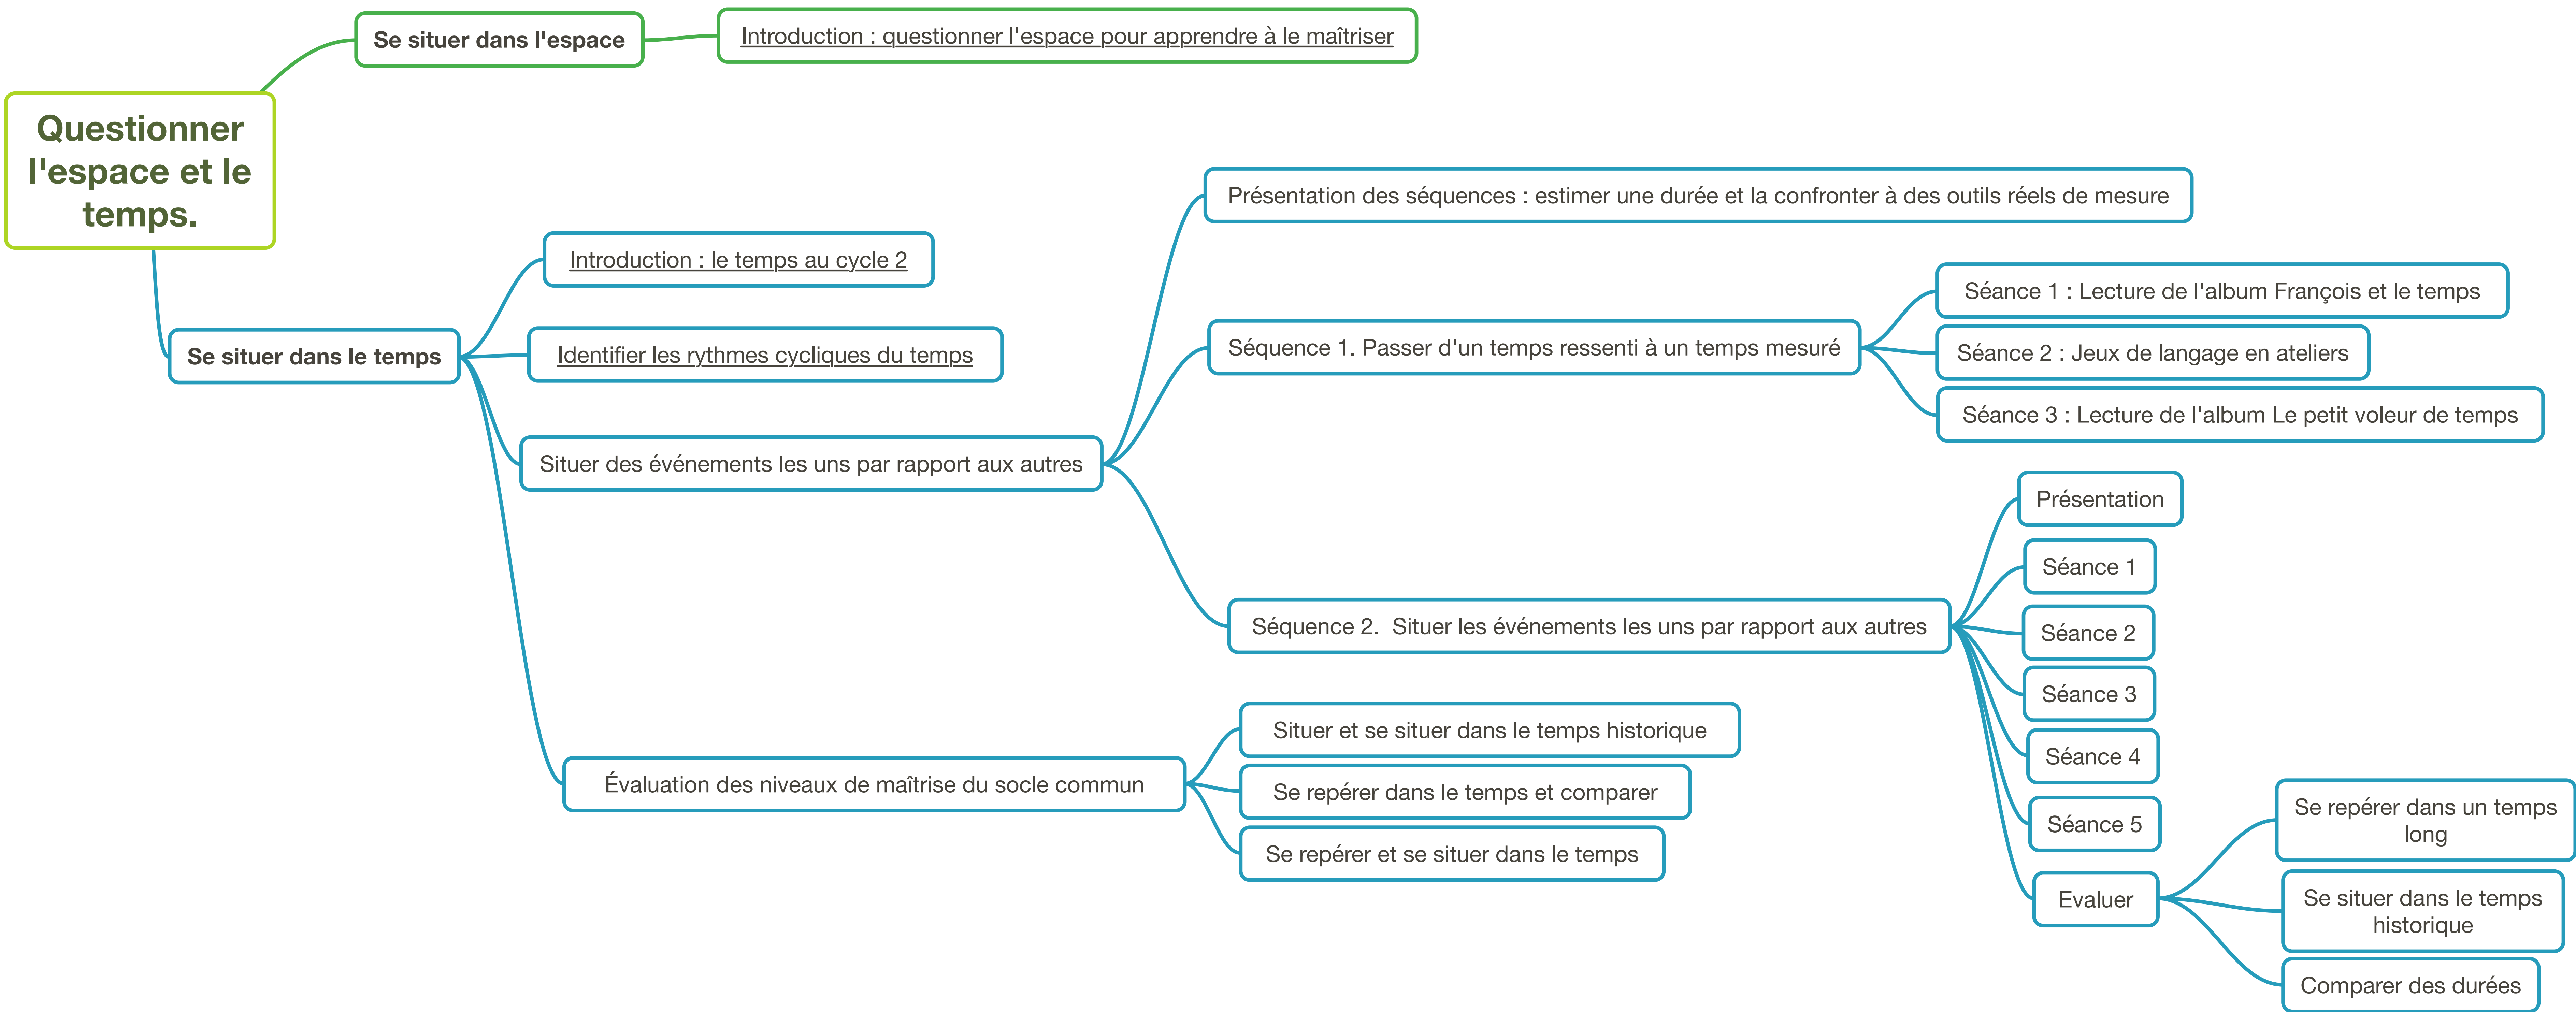 Se situer dans l'espace
Introduction : questionner l'espace pour apprendre à le maîtriser
Questionner
l'espace et le
temps.
Se situer dans le temps
Introduction : le temps au cycle 2
Identifier les rythmes cycliques du temps
Situer des événements les uns par rapport aux autres
Présentation des séquences : estimer une durée et la confronter à des outils réels de mesure
Séquence 1. Passer d'un temps ressenti à un temps mesuré
Séance 1 : Lecture de l'album François et le temps
Séance 2 : Jeux de langage en ateliers
Séance 3 : Lecture de l'album Le petit voleur de temps
Séquence 2.  Situer les événements les uns par rapport aux autres
Présentation
Séance 1
Séance 2
Séance 3
Séance 4
Séance 5
Evaluer
Se repérer dans un temps
long
Se situer dans le temps
historique
Comparer des durées
Évaluation des niveaux de maîtrise du socle commun
Situer et se situer dans le temps historique
Se repérer dans le temps et comparer
Se repérer et se situer dans le temps